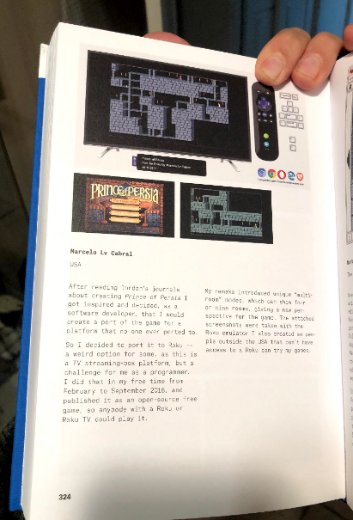 PRINCE OF PERSIA
Marcelo Lv Cabral
USA
After reading Jordan's journals
about creating Prince of Persia I
got inspired and decided, as a
software developer, that I would
create a port of the game for a
platform that no one ever ported to.
So I decided to port it to Roku --
a weird option for some, as this is
a TV streaming-box platform, but a
challenge for me as a programmer.
I did that in my free time from
February to September 2016, and
published it as an open-source free
game, so anybody with a Roku or
Roku TV could play it.
My remake introduced unique "multi-
room" modes, which can show four
or nine rooms, giving a new per-
spective for the game. The attached
screenshots were taken with the
Roku emulator I also created so peo-
ple outside the USA that can't have
access to a Roku can try my games.
324